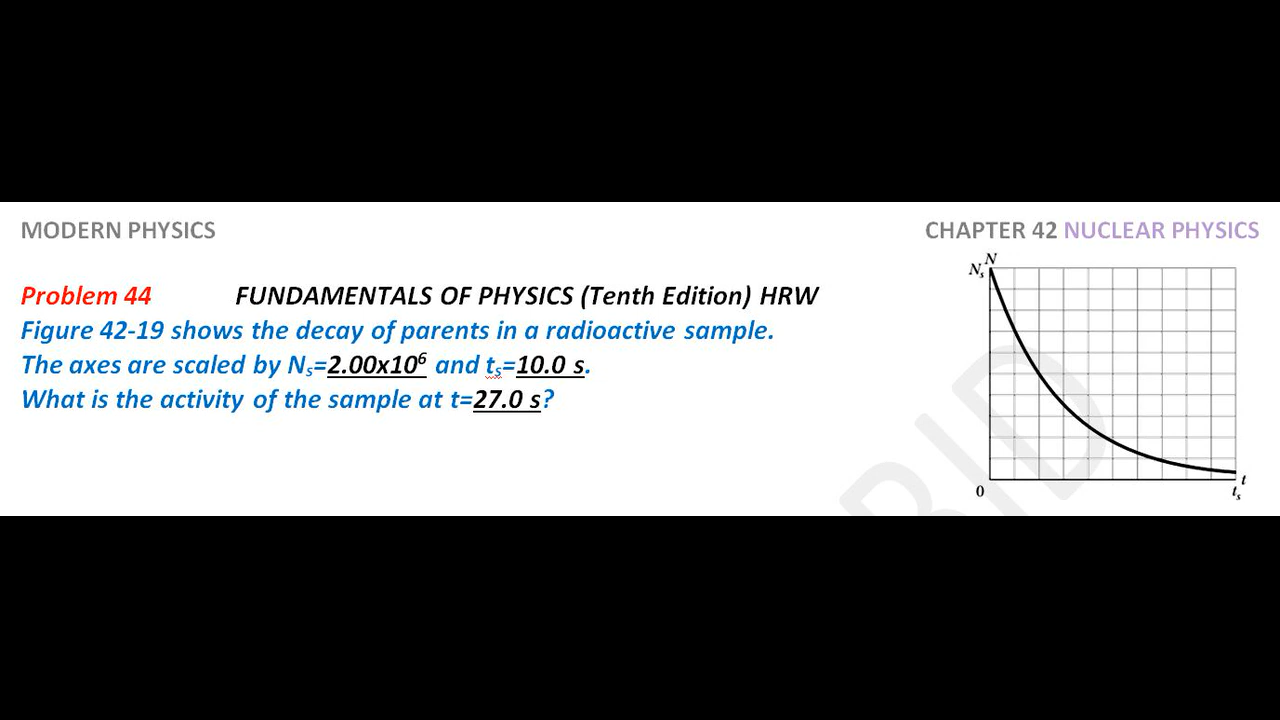 MODERN PHYSICS
CHAPTER 42 NUCLEAR PHYSICS
Problem 44 FUNDAMENTALS OF PHYSICS (Tenth Edition) HRW
Figure 42-19 shows the decay of parents in a radioactive sample.
The axes are scaled by Nₛ=2.00x10⁶ and tₛ=10.0 s.
What is the activity of the sample at t=27.0 s?
N
Nₛ
0
t
tₛ
BID